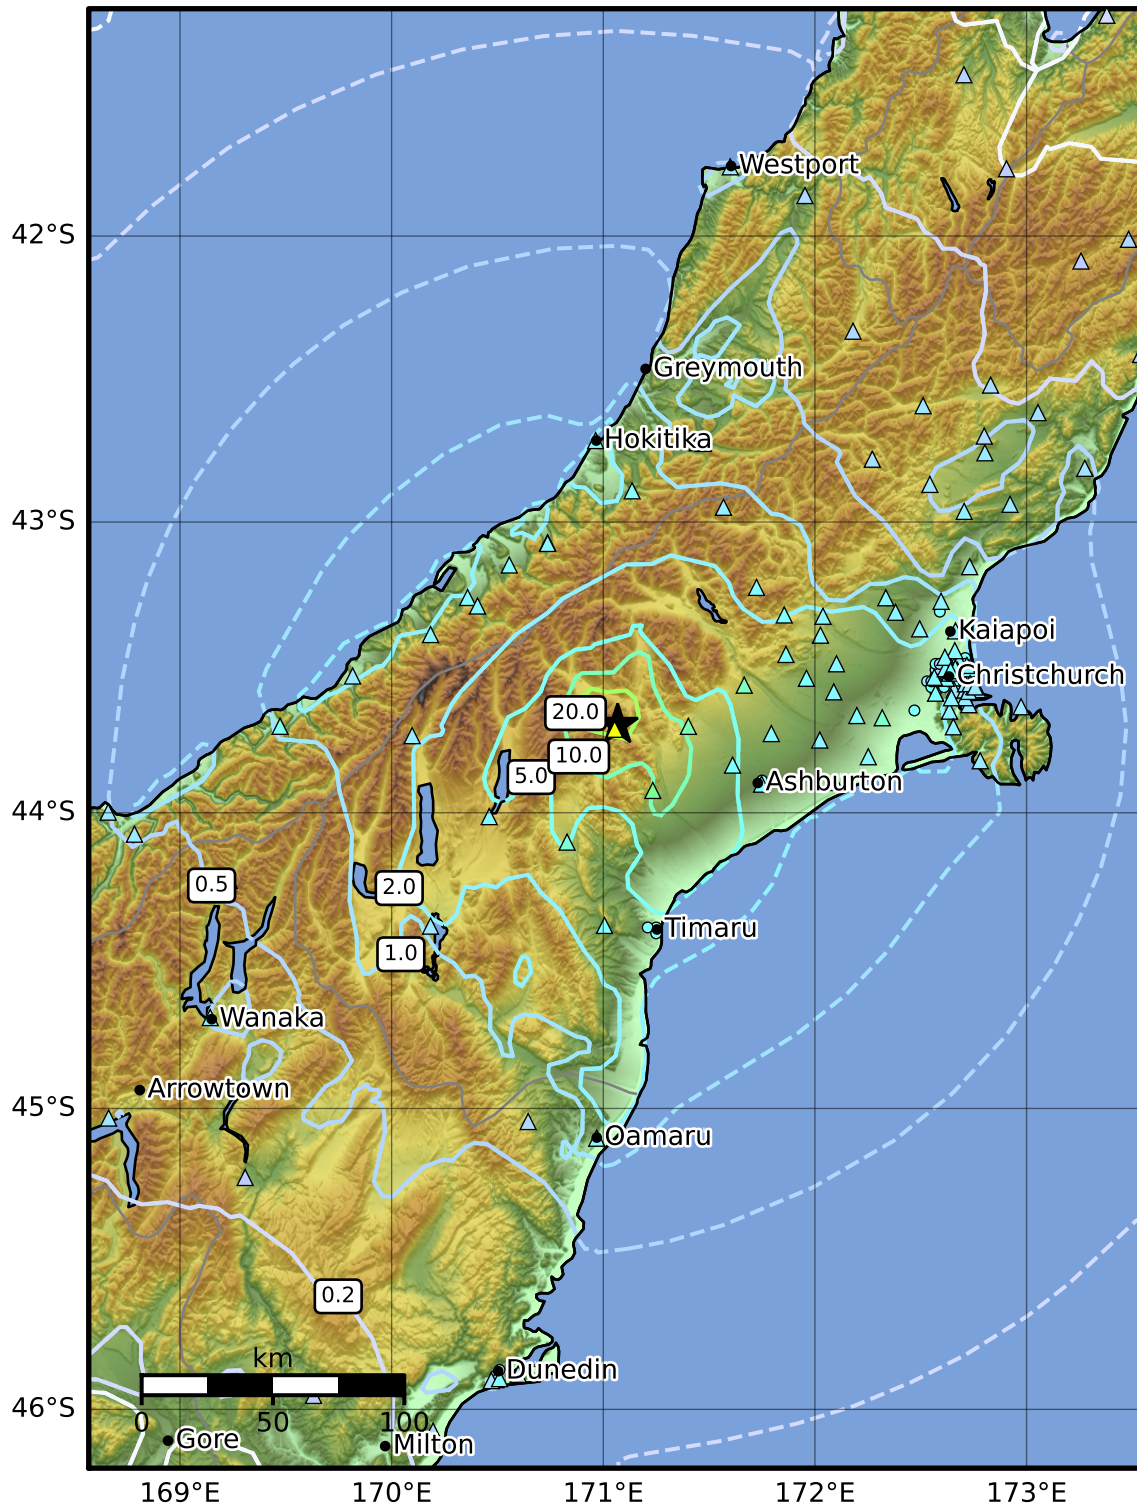 Westport
42°S
Greymouth
Hokitika
43°S
Kaiapoi
Christchurch
20.0
10.0
5.0
Ashburton
44°S
0.5
2.0
Timaru
1.0
Wanaka
Arrowtown
45°S
Oamaru
0.2
km
Dunedin
46°S
0 50 100
Gore
Milton
169°E 170°E 171°E 172°E 173°E